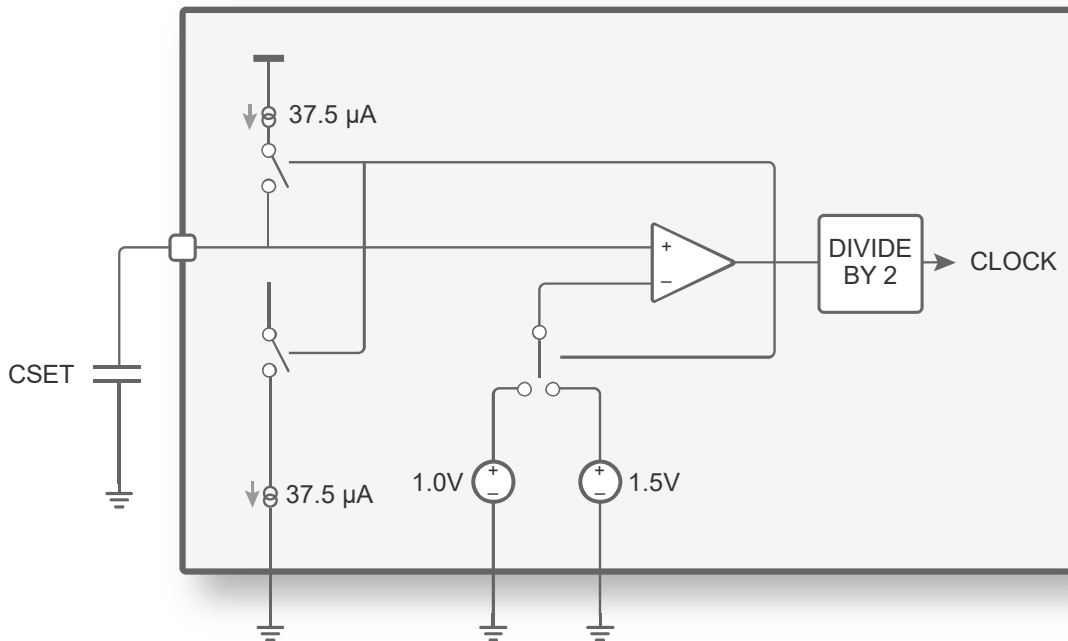 37.5 µA
+
–
DIVIDE
BY 2
CLOCK
CSET
1.0V
+
–
+
–
1.5V
37.5 µA